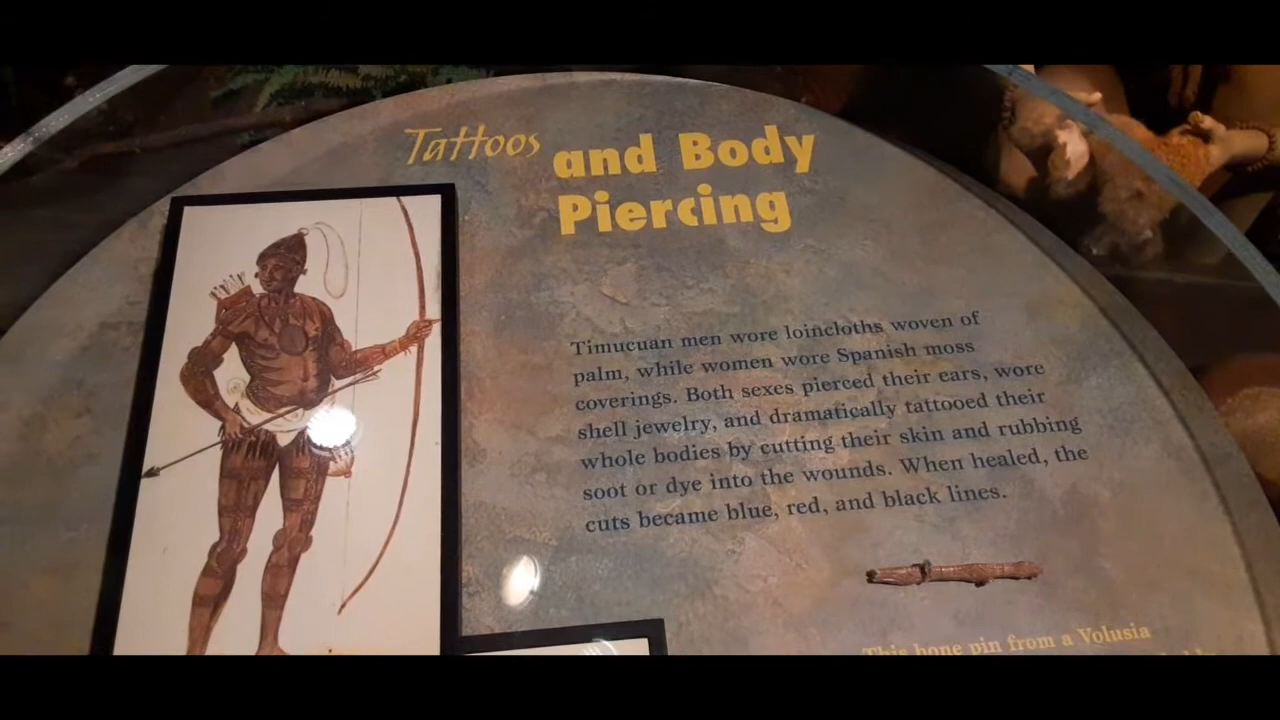 Tattoos and Body
Piercing
Timucuan men wore loincloths woven of
palm, while women wore Spanish moss
coverings. Both sexes pierced their ears, wore
shell jewelry, and dramatically tattooed their
whole bodies by cutting their skin and rubbing
soot or dye into the wounds. When healed, the
cuts became blue, red, and black lines.
This bone pin from a Volusia